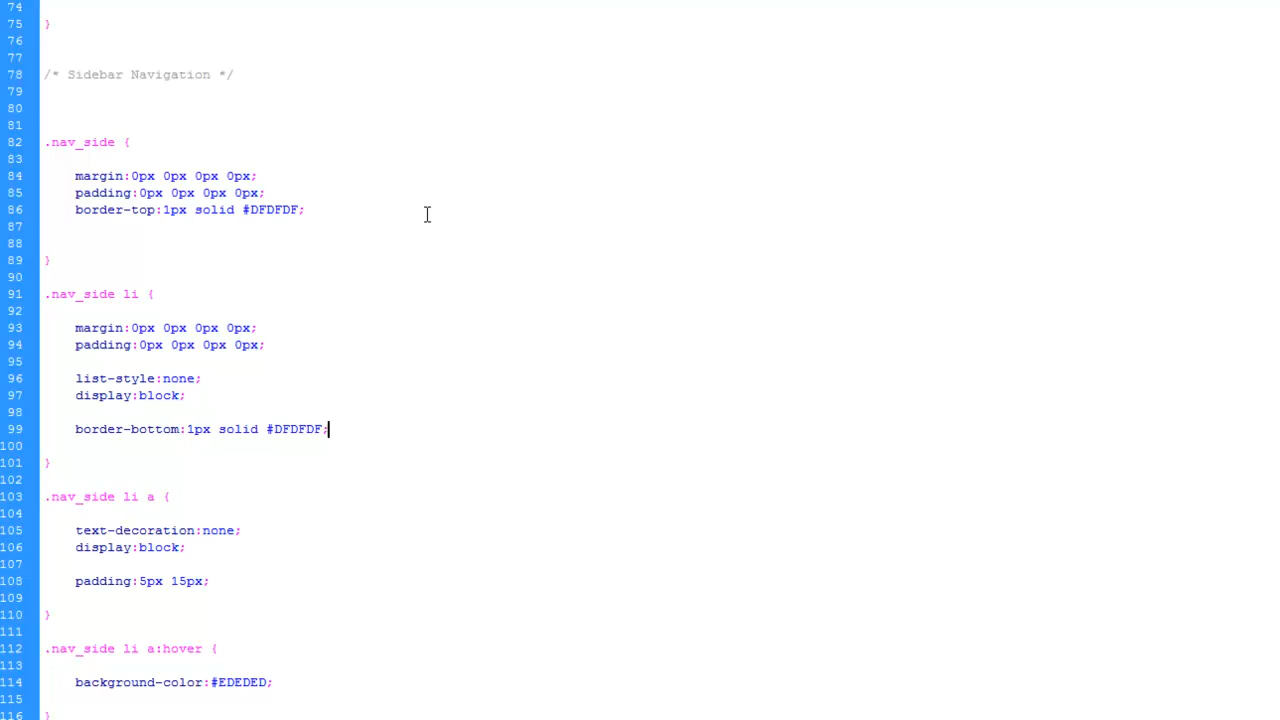 74
75 }
76
77
78 /* Sidebar Navigation */
79
80
81
82 .nav_side {
83
84 margin:0px 0px 0px 0px;
85 padding:0px 0px 0px 0px;
86 border-top:1px solid #DFDFDF;
87
88
89 }
90
91 .nav_side li {
92
93 margin:0px 0px 0px 0px;
94 padding:0px 0px 0px 0px;
95
96 list-style:none;
97 display:block;
98
99 border-bottom:1px solid #DFDFDF;
100
101 }
102
103 .nav_side li a {
104
105 text-decoration:none;
106 display:block;
107
108 padding:5px 15px;
109
110 }
111
112 .nav_side li a:hover {
113
114 background-color:#EDEDED;
115
116 }